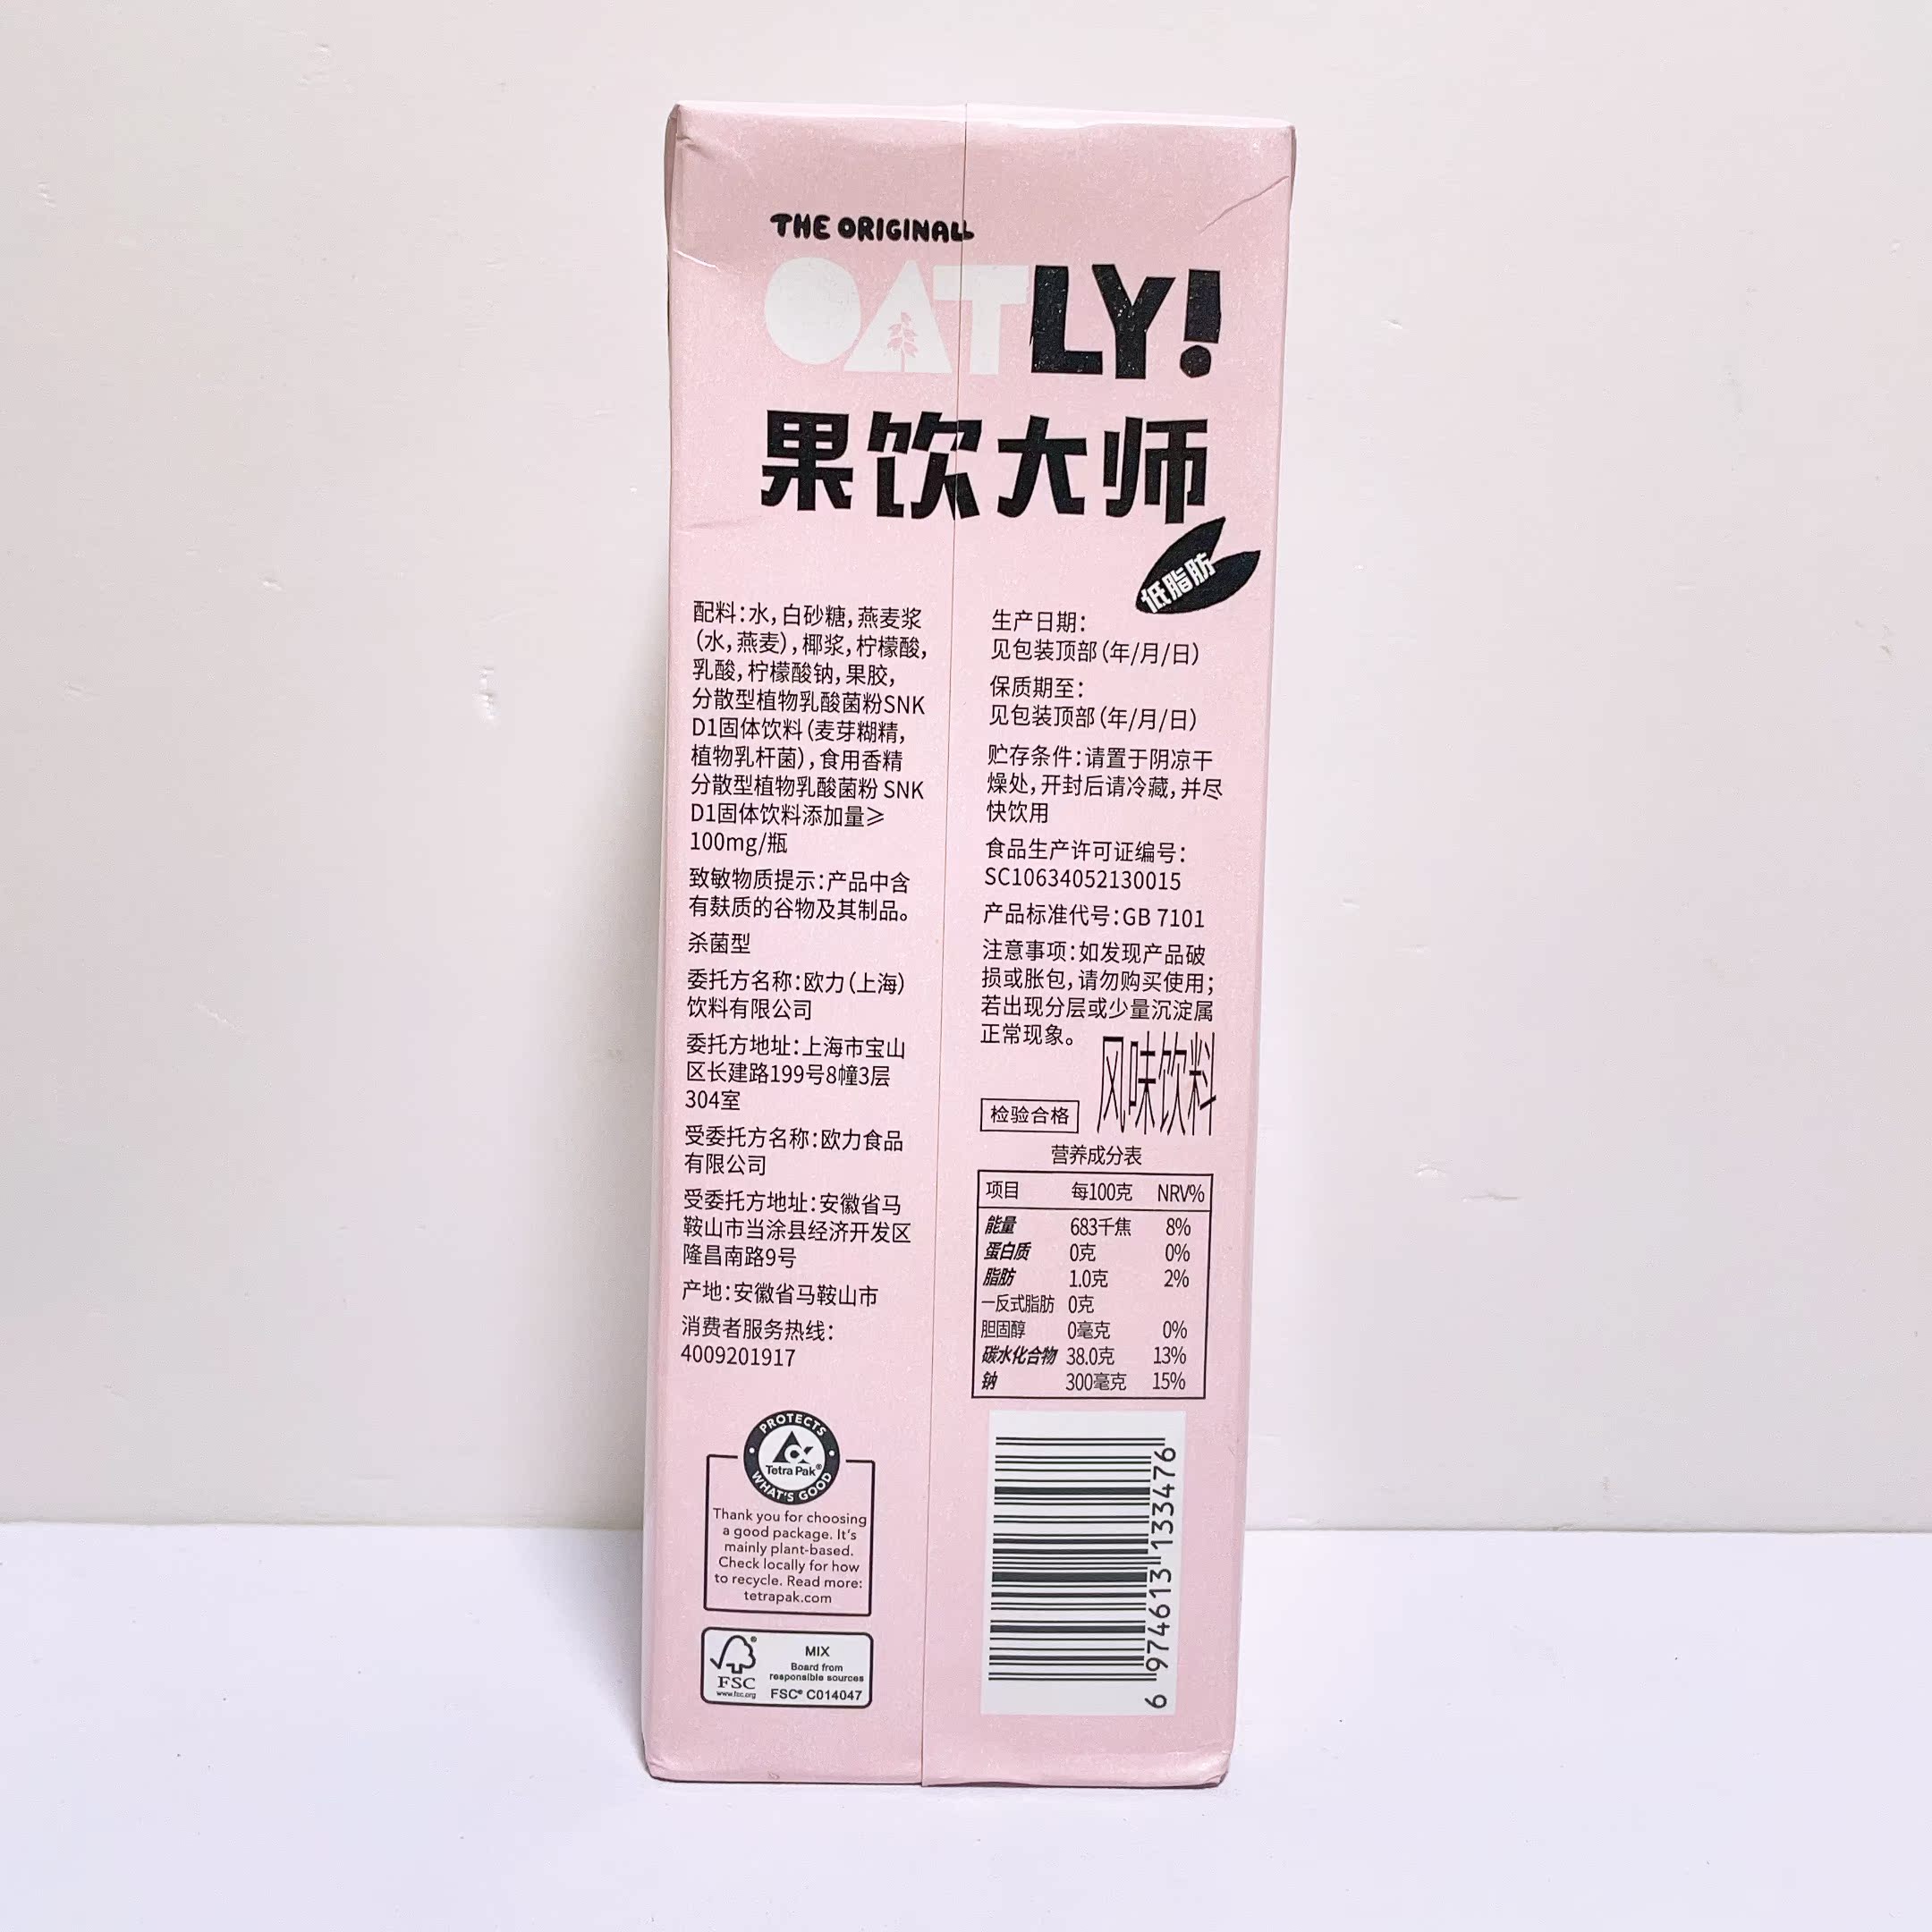 THE ORIGINAL
OATLY!
果饮大师
低脂肪
配料:水,白砂糖,燕麦浆
(水,燕麦),椰浆,柠檬酸,
乳酸,柠檬酸钠,果胶,
分散型植物乳酸菌粉SNK
D1固体饮料(麦芽糊精,
植物乳杆菌),食用香精
分散型植物乳酸菌粉 SNK
D1固体饮料添加量≥
100mg/瓶
致敏物质提示:产品中含
有麸质的谷物及其制品。
杀菌型
委托方名称:欧力(上海)
饮料有限公司
委托方地址:上海市宝山
区长建路199号8幢3层
304室
受委托方名称:欧力食品
有限公司
受委托方地址:安徽省马
鞍山市当涂县经济开发区
隆昌南路9号
产地:安徽省马鞍山市
消费者服务热线:
4009201917
PROTECTS
Tetra Pak®
WHAT'S GOOD
Thank you for choosing
a good package. It's
mainly plant-based.
Check locally for how
to recycle. Read more:
tetrapak.com
FSC
www.fsc.org
MIX
Board from
responsible sources
FSC® C014047
生产日期:
见包装顶部(年/月/日)
保质期至:
见包装顶部(年/月/日)
贮存条件:请置于阴凉干
燥处,开封后请冷藏,并尽
快饮用
食品生产许可证编号:
SC10634052130015
产品标准代号:GB 7101
注意事项:如发现产品破
损或胀包,请勿购买使用;
若出现分层或少量沉淀属
正常现象。
检验合格
风味饮料
营养成分表
项目 每100克 NRV%
能量 683千焦 8%
蛋白质 0克 0%
脂肪 1.0克 2%
一反式脂肪 0克
胆固醇 0毫克 0%
碳水化合物 38.0克 13%
钠 300毫克 15%
6 974613 133476